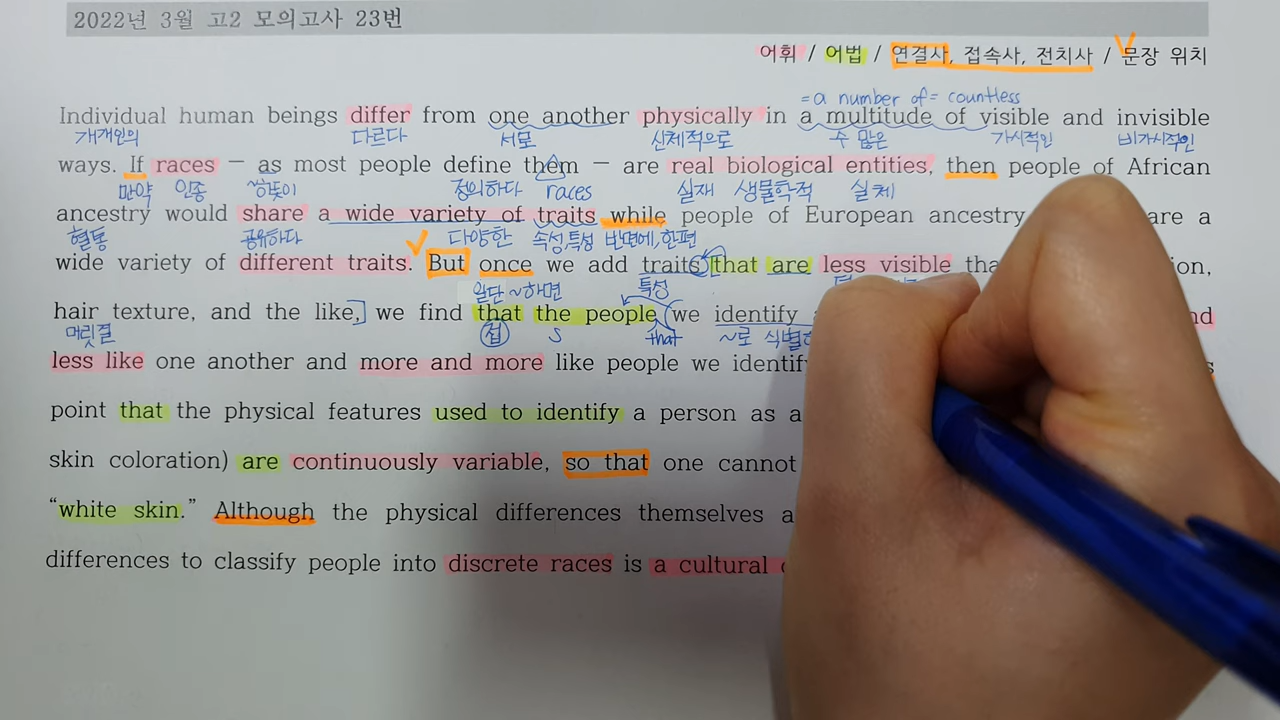 2022년 3월 고2 모의고사 23번
어휘 / 어법 / 연결사, 접속사, 전치사 / 문장 위치
= a number of = countless
Individual human beings differ from one another physically in a multitude of visible and invisible
개개인의 다르다 서로 신체적으로 수 많은 가시적인 비가시적인
ways. If races — as most people define them — are real biological entities, then people of African
만약 인종 ~하듯이 정의하다 races 실재 생물학적 실체
ancestry would share a wide variety of traits while people of European ancestry are a
혈통 공유하다 다양한 속성,특성 반면에,한편
wide variety of different traits. But once we add traits that are less visible
일단 ~하면 특성
hair texture, and the like, we find that the people we identify
머릿결 접 S that ~로
less like one another and more and more like people we identify
point that the physical features used to identify a person as a
skin coloration) are continuously variable, so that one cannot
“white skin.” Although the physical differences themselves
differences to classify people into discrete races is a cultural